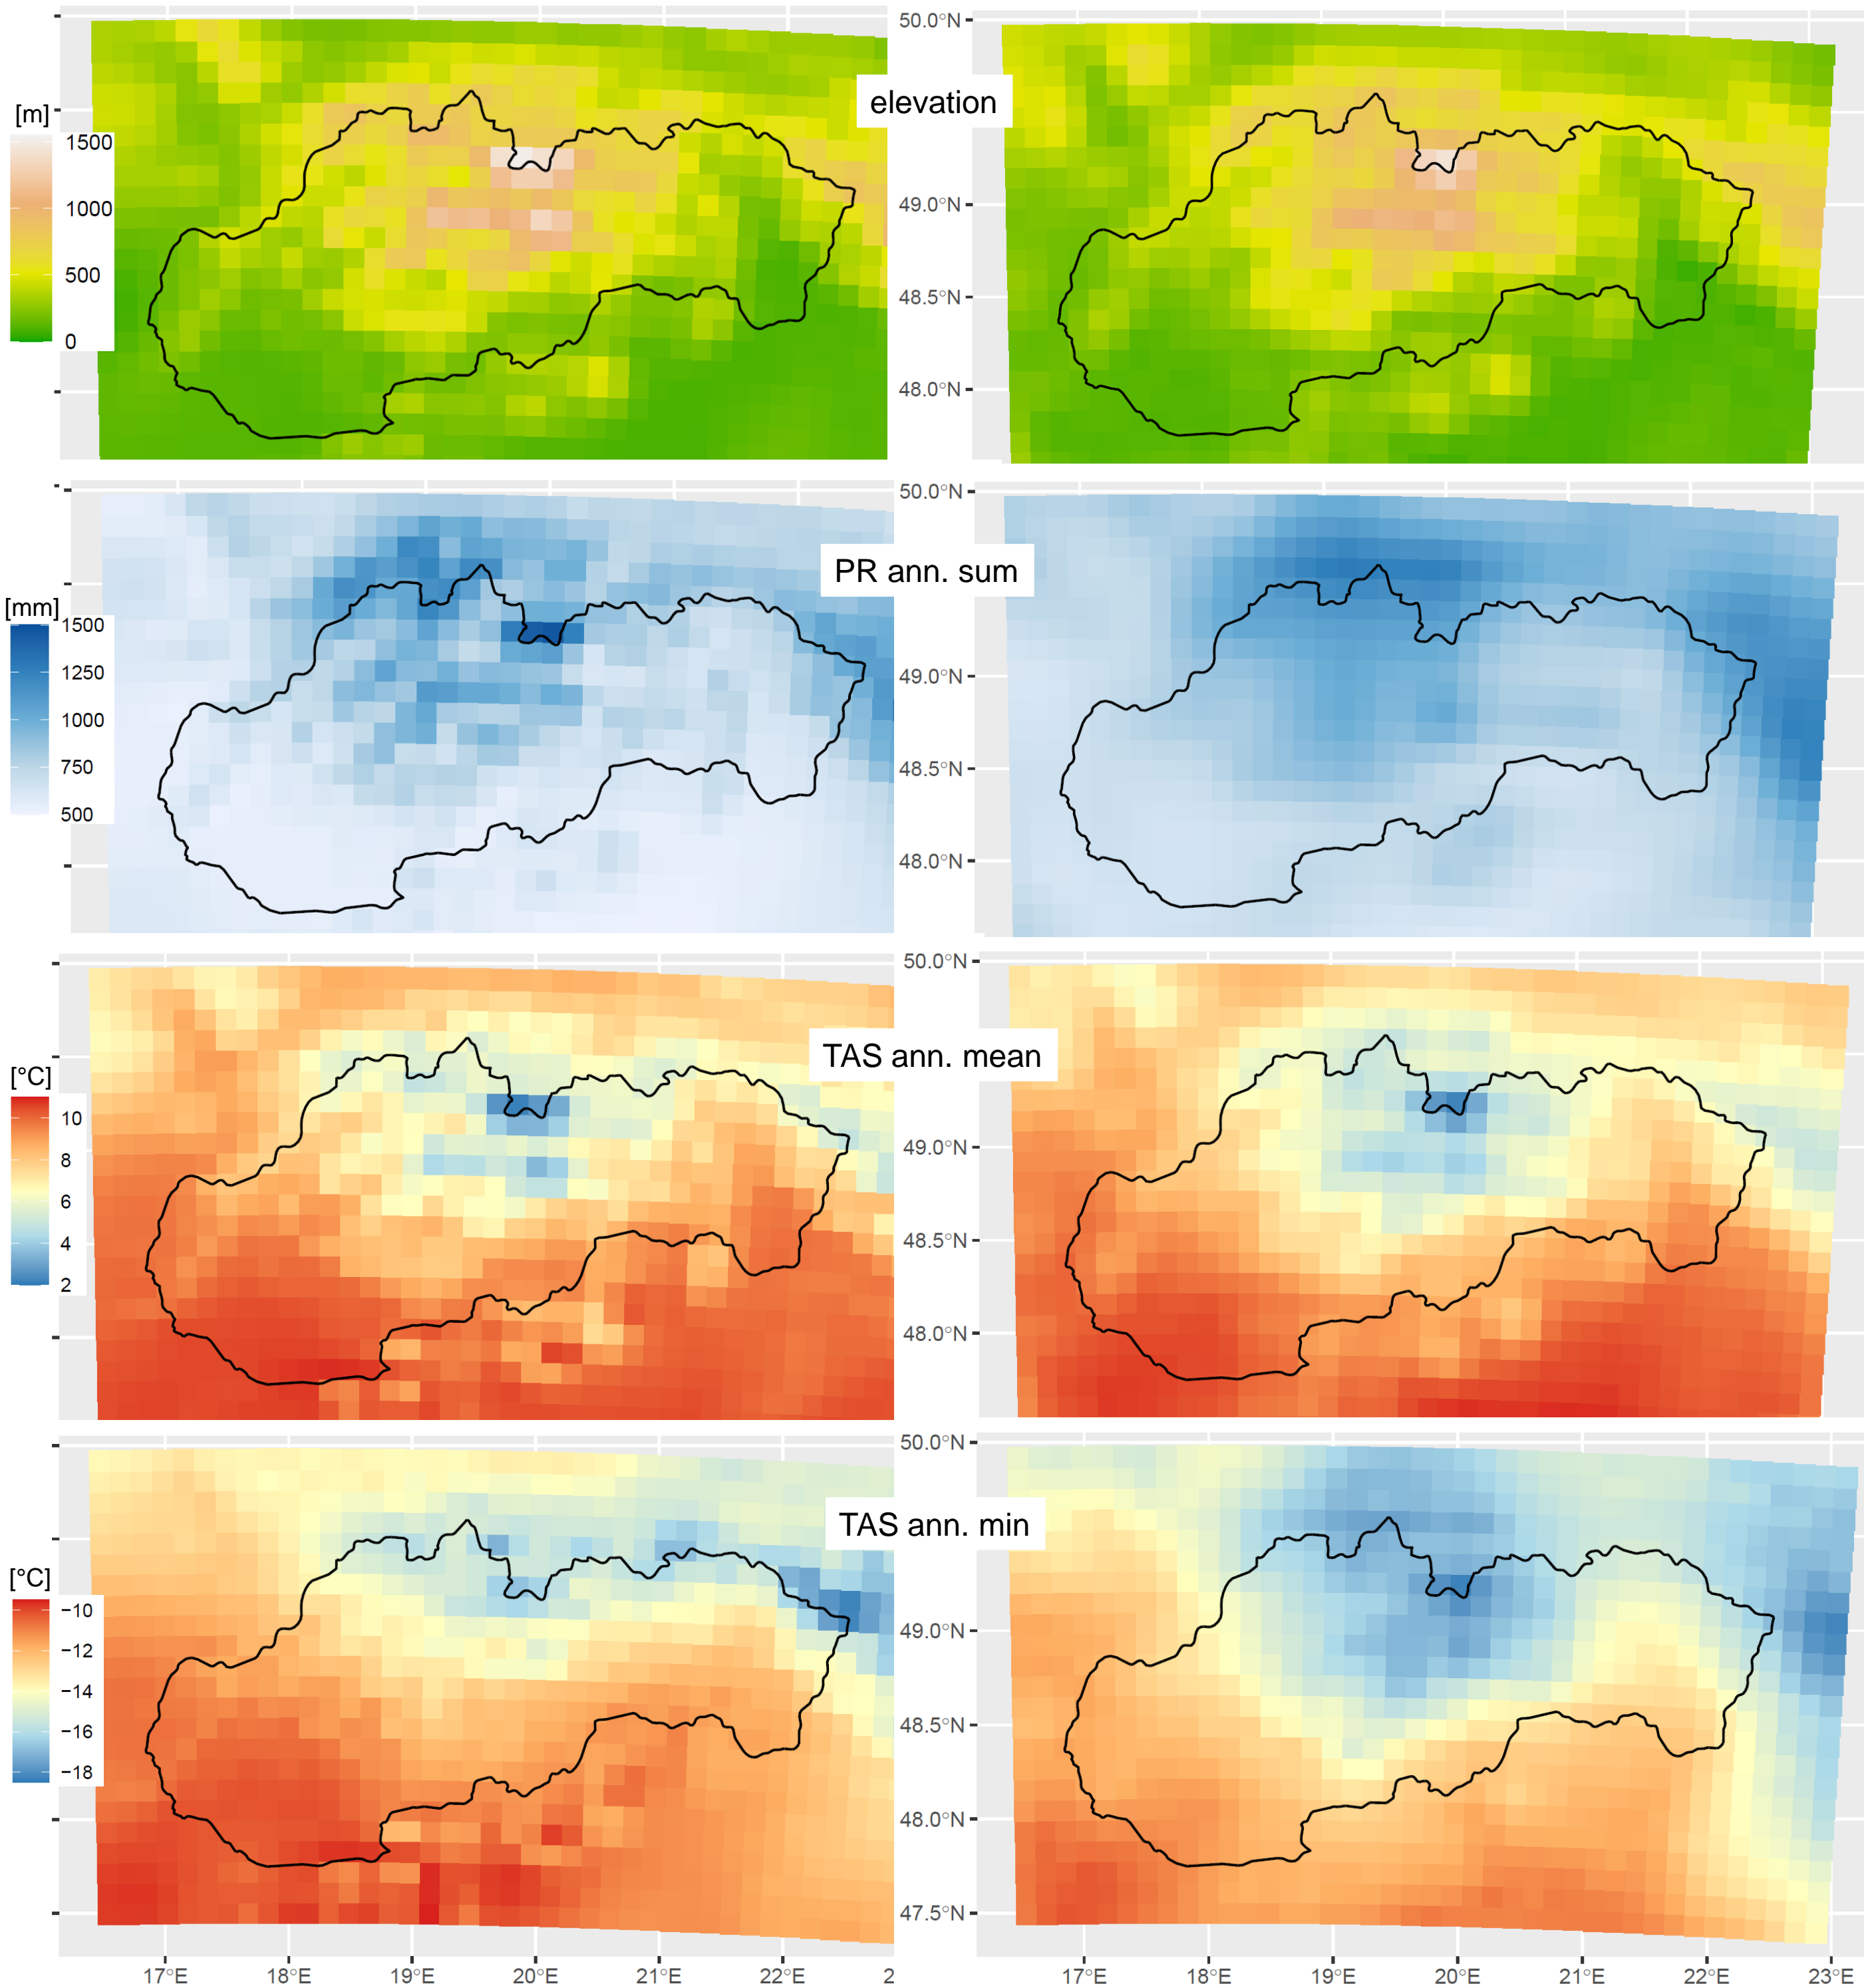 50.0°N
elevation
[m]
1500
1000
49.0°N
500
48.5°N
0
48.0°N
50.0°N
PR ann. sum
[mm]
1500
1250
49.0°N
1000
750
48.5°N
500
48.0°N
50.0°N
TAS ann. mean
[°C]
10
8
49.0°N
6
4
48.5°N
2
48.0°N
50.0°N
TAS ann. min
[°C]
−10
49.0°N
−12
−14
48.5°N
−16
−18
48.0°N
47.5°N
17°E 18°E 19°E 20°E 21°E 22°E 2 17°E 18°E 19°E 20°E 21°E 22°E 23°E